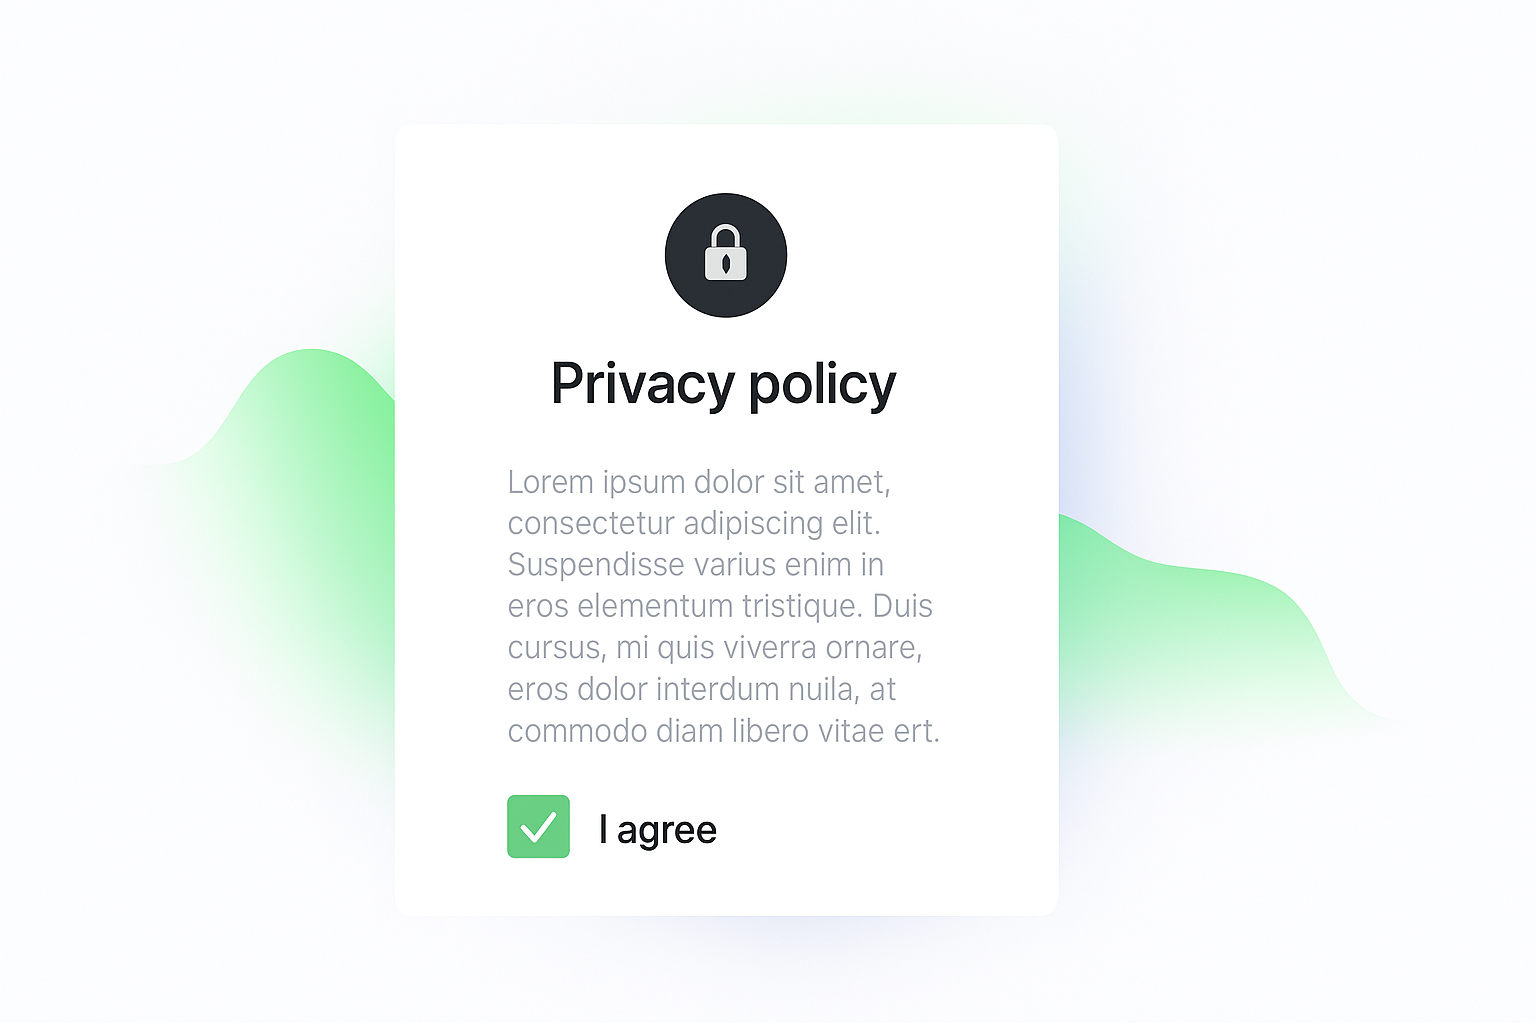 Privacy policy
Lorem ipsum dolor sit amet,
consectetur adipiscing elit.
Suspendisse varius enim in
eros elementum tristique. Duis
cursus, mi quis viverra ornare,
eros dolor interdum nuila, at
commodo diam libero vitae ert.
I agree